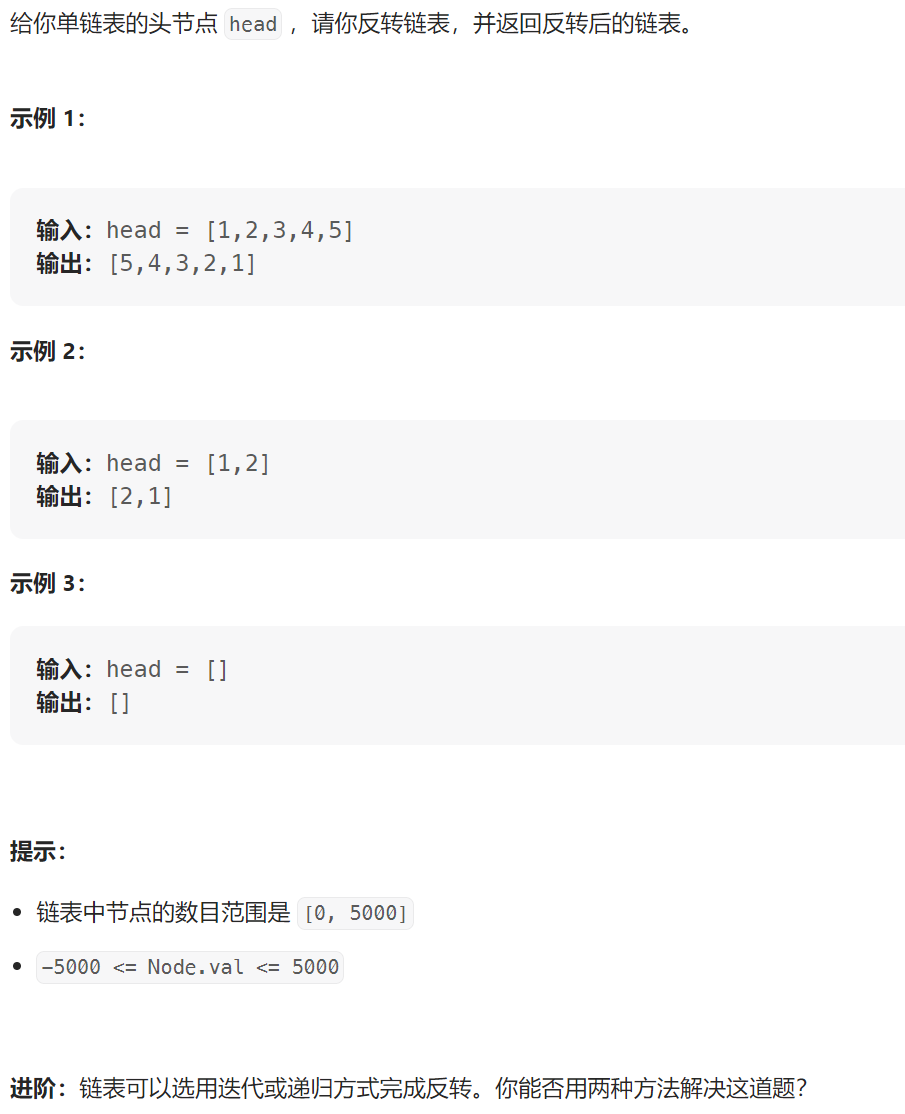 给你单链表的头节点 head ，请你反转链表，并返回反转后的链表。
示例 1：
输入：head = [1,2,3,4,5]
输出：[5,4,3,2,1]
示例 2：
输入：head = [1,2]
输出：[2,1]
示例 3：
输入：head = []
输出：[]
提示：
• 链表中节点的数目范围是 [0, 5000]
• -5000 <= Node.val <= 5000
进阶：链表可以选用迭代或递归方式完成反转。你能否用两种方法解决这道题？